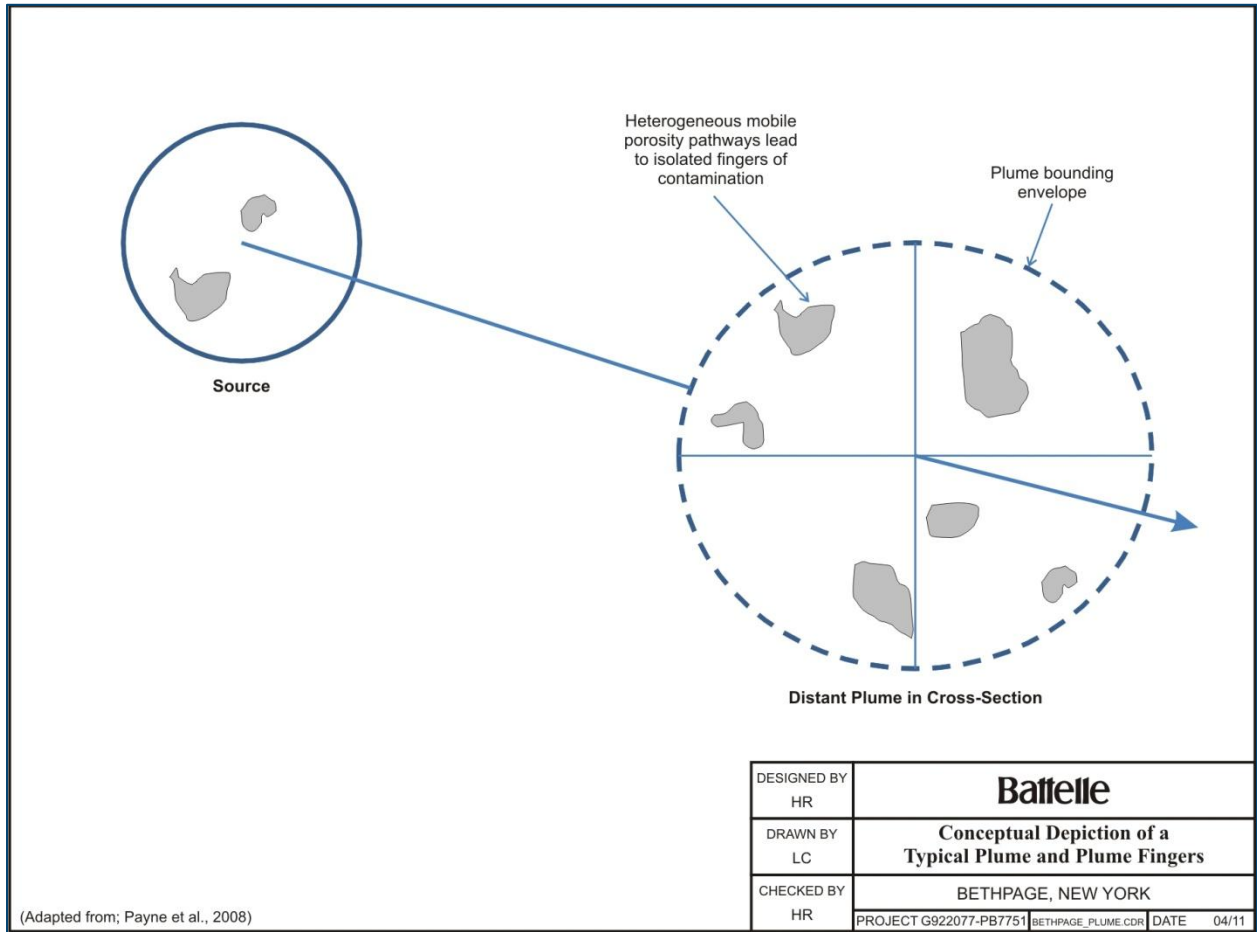 Heterogeneous mobile
porosity pathways lead
to isolated fingers of
contamination
Plume bounding
envelope
Source
Distant Plume in Cross-Section
DESIGNED BY
HR
Battelle
DRAWN BY
LC
Conceptual Depiction of a
Typical Plume and Plume Fingers
CHECKED BY
HR
BETHPAGE, NEW YORK
PROJECT G922077-PB7751 BETHPAGE_PLUME.CDR DATE 04/11
(Adapted from; Payne et al., 2008)